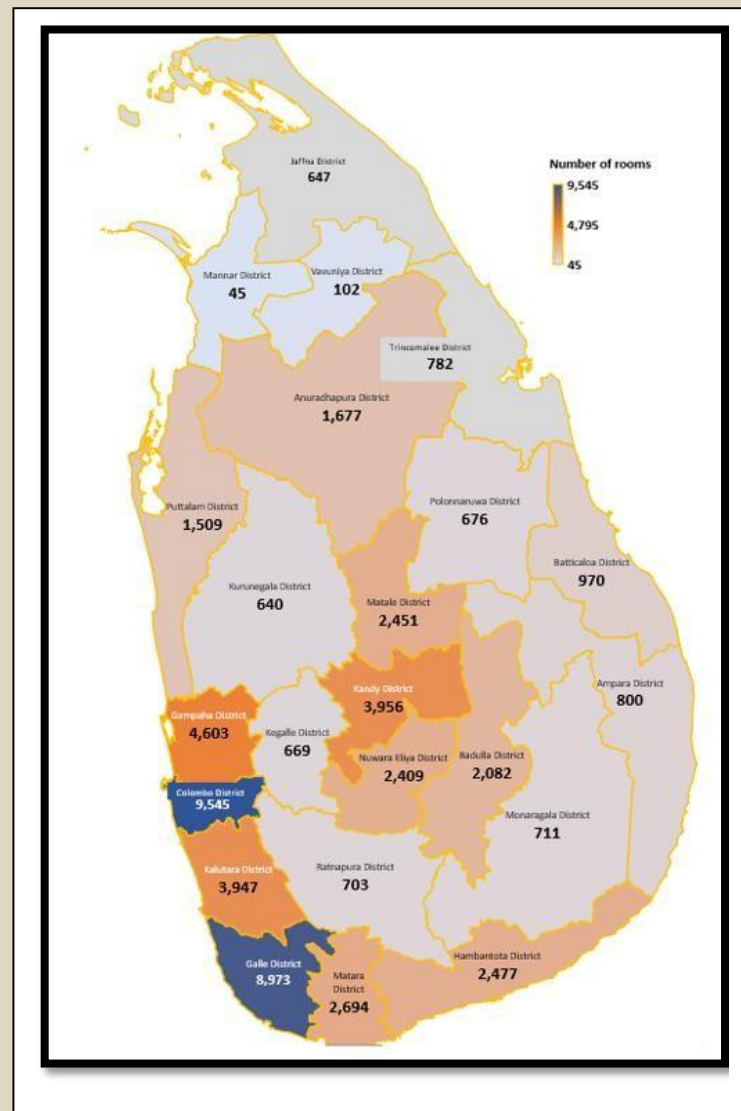 Jaffna District
647
Number of rooms
9,545
4,795
45
Mannar District
45
Vavuniya District
102
Trincomalee District
782
Anuradhapura District
1,677
Puttalam District
1,509
Polonnaruwa District
676
Batticaloa District
970
Kurunegala District
640
Matale District
2,451
Ampara District
800
Kandy District
3,956
Gampaha District
4,603
Kegalle District
669
Nuwara Eliya District
2,409
Badulla District
2,082
Colombo District
9,545
Monaragala District
711
Kalutara District
3,947
Ratnapura District
703
Galle District
8,973
Matara
District
2,694
Hambantota District
2,477